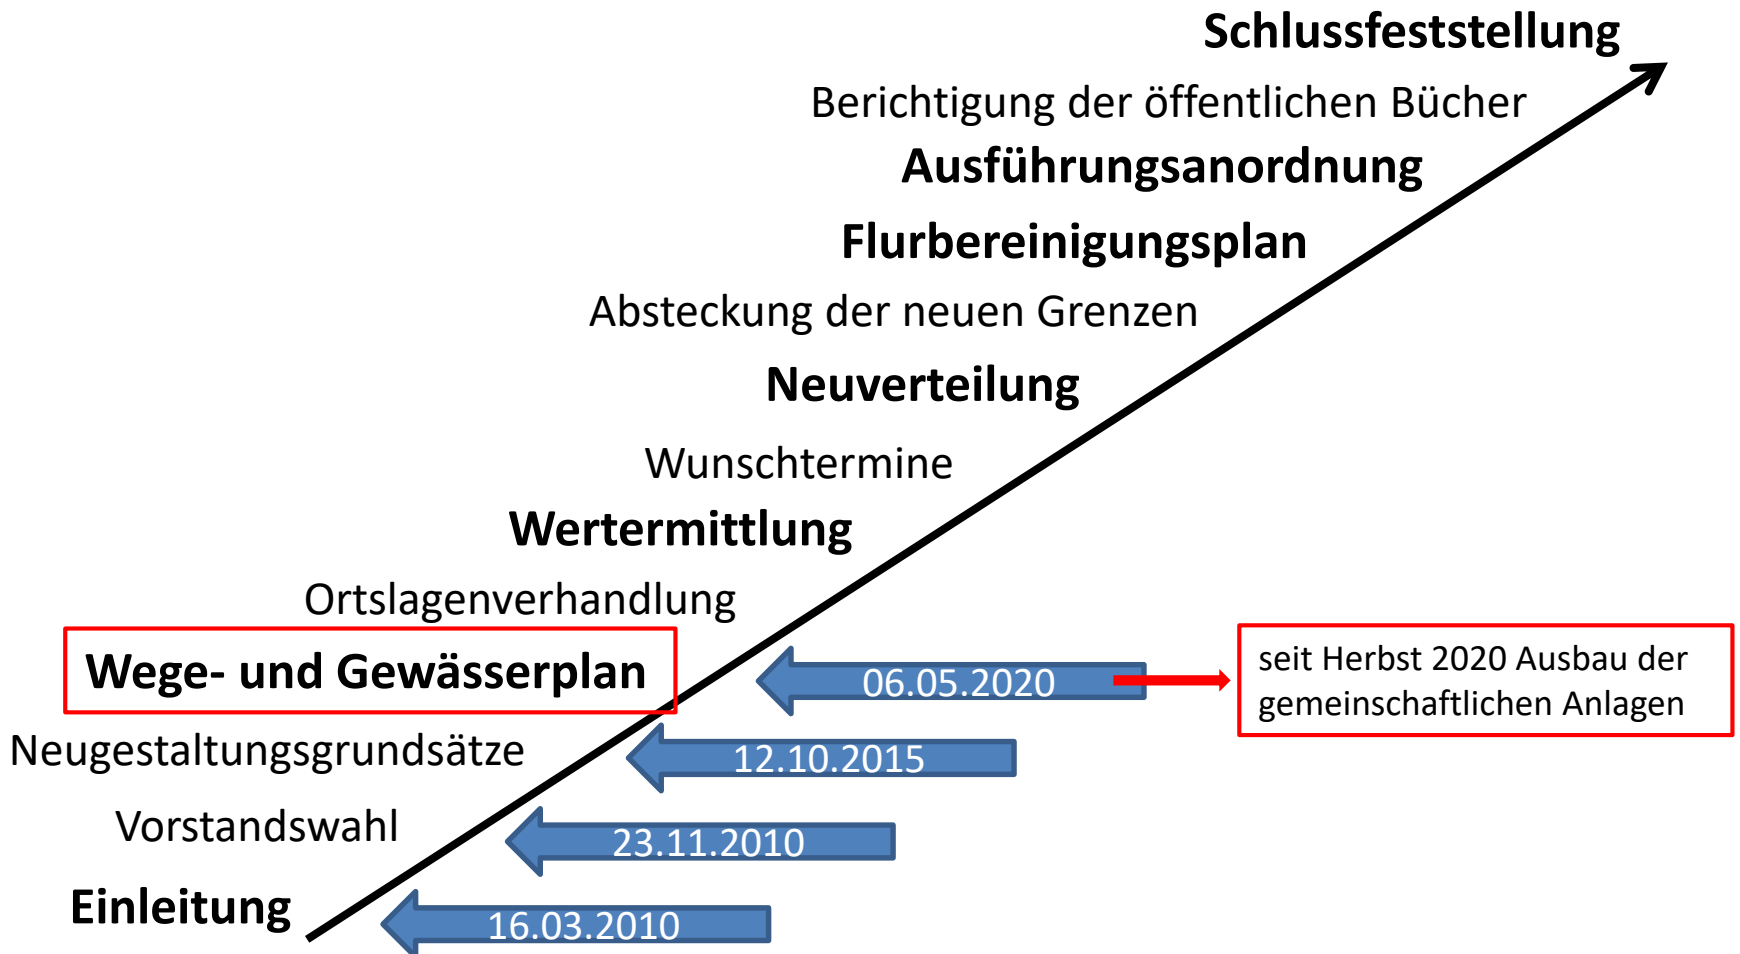 Schlussfeststellung
Berichtigung der öffentlichen Bücher
Ausführungsanordnung
Flurbereinigungsplan
Absteckung der neuen Grenzen
Neuverteilung
Wunschtermine
Wertermittlung
Ortslagenverhandlung
Wege- und Gewässerplan
06.05.2020
seit Herbst 2020 Ausbau der
gemeinschaftlichen Anlagen
Neugestaltungsgrundsätze
12.10.2015
Vorstandswahl
23.11.2010
Einleitung
16.03.2010